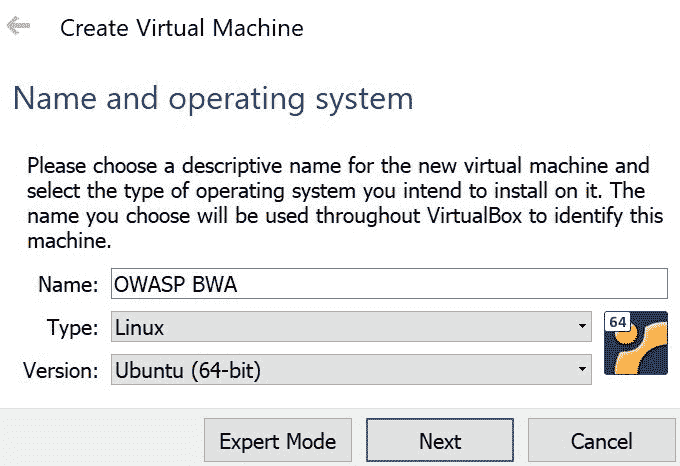 Create Virtual Machine
Name and operating system
Please choose a descriptive name for the new virtual machine and
select the type of operating system you intend to install on it. The
name you choose will be used throughout VirtualBox to identify this
machine.
Name: OWASP BWA
Type: Linux
64
Version: Ubuntu (64-bit)
Expert Mode Next Cancel